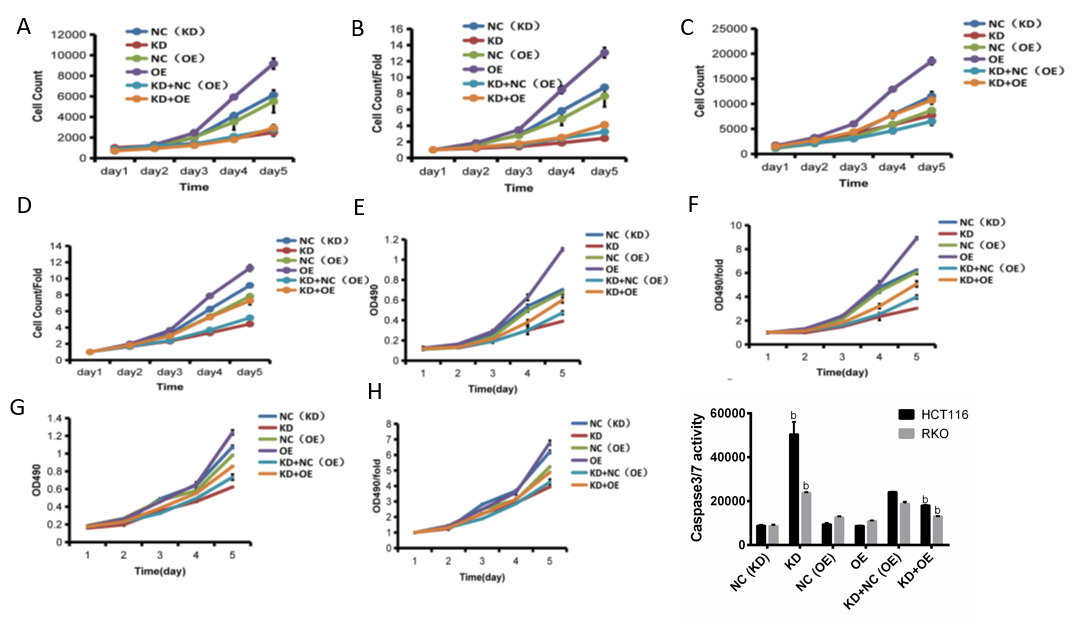 A
12000
10000
8000
6000
4000
2000
0
Cell Count
day1 day2 day3 day4 day5
Time
NC（KD）
KD
NC（OE）
OE
KD+NC（OE）
KD+OE
B
16
14
12
10
8
6
4
2
0
Cell Count/Fold
day1 day2 day3 day4 day5
Time
NC（KD）
KD
NC（OE）
OE
KD+NC（OE）
KD+OE
C
25000
20000
15000
10000
5000
0
Cell Count
day1 day2 day3 day4 day5
Time
NC（KD）
KD
NC（OE）
OE
KD+NC（OE）
KD+OE
D
14
12
10
8
6
4
2
0
Cell Count/Fold
day1 day2 day3 day4 day5
Time
NC（KD）
KD
NC（OE）
OE
KD+NC（OE）
KD+OE
E
1.2
1
0.8
0.6
0.4
0.2
0
OD490
1 2 3 4 5
Time(day)
NC（KD）
KD
NC（OE）
OE
KD+NC（OE）
KD+OE
F
10
8
6
4
2
0
OD490/fold
1 2 3 4 5
Time(day)
NC（KD）
KD
NC（OE）
OE
KD+NC（OE）
KD+OE
G
1.4
1.2
1
0.8
0.6
0.4
0.2
0
OD490
1 2 3 4 5
Time(day)
NC（KD）
KD
NC（OE）
OE
KD+NC（OE）
KD+OE
H
8
7
6
5
4
3
2
1
0
OD490/fold
1 2 3 4 5
Time(day)
NC（KD）
KD
NC（OE）
OE
KD+NC（OE）
KD+OE
60000
40000
20000
0
Caspase3/7 activity
HCT116
RKO
b
b
b
b
NC (KD)
KD
NC (OE)
OE
KD+NC (OE)
KD+OE